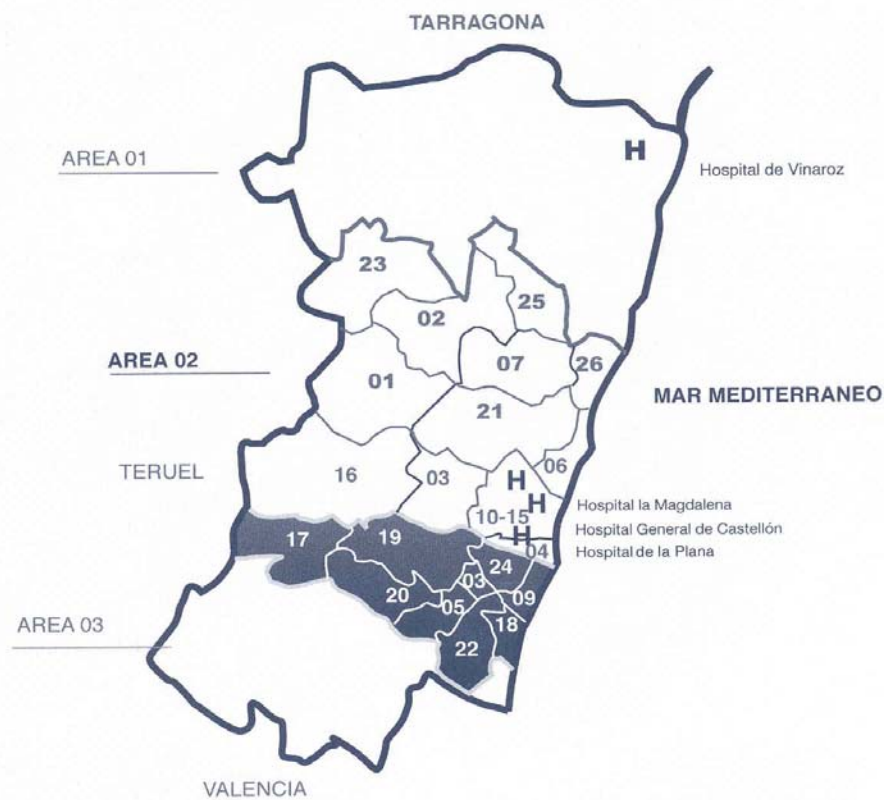 TARRAGONA
AREA 01
H
Hospital de Vinaroz
23
25
02
AREA 02
07
26
01
MAR MEDITERRANEO
21
TERUEL
16
03
06
H
H
Hospital la Magdalena
10-15
Hospital General de Castellón
H
04
Hospital de la Plana
17
19
24
03
20
05
09
18
AREA 03
22
VALENCIA